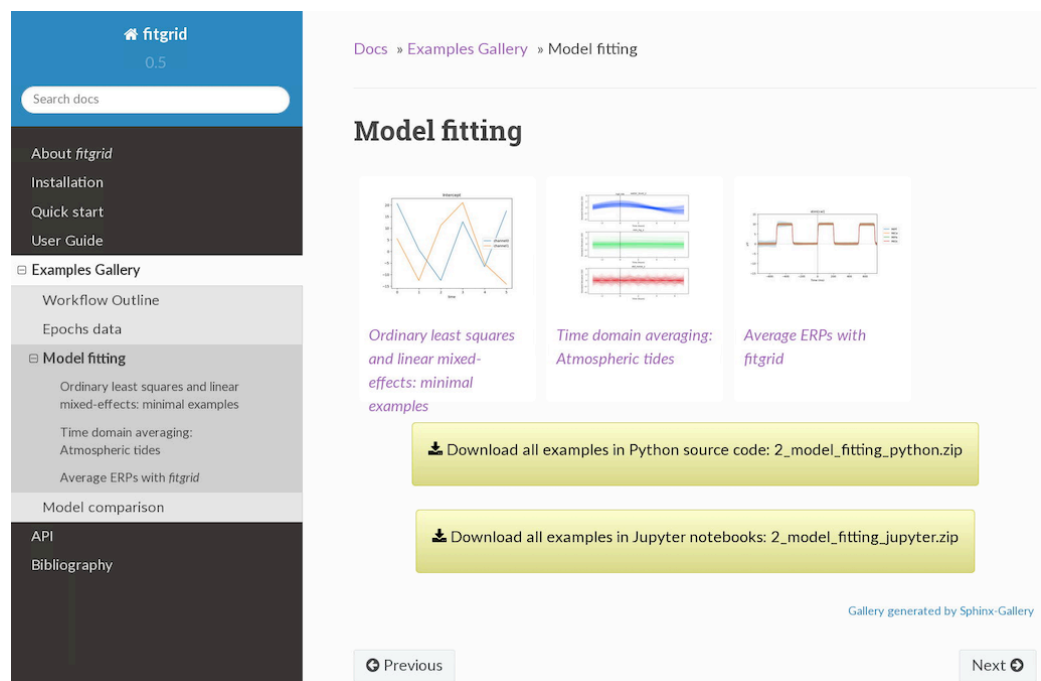 fitgrid
0.5
Search docs
About fitgrid
Installation
Quick start
User Guide
Examples Gallery
Workflow Outline
Epochs data
Model fitting
Ordinary least squares and linear
mixed-effects: minimal examples
Time domain averaging:
Atmospheric tides
Average ERPs with fitgrid
Model comparison
API
Bibliography
Docs » Examples Gallery » Model fitting
Model fitting
Ordinary least squares
and linear mixed-
effects: minimal
examples
Time domain averaging:
Atmospheric tides
Average ERPs with
fitgrid
Download all examples in Python source code: 2_model_fitting_python.zip
Download all examples in Jupyter notebooks: 2_model_fitting_jupyter.zip
Gallery generated by Sphinx-Gallery
Previous
Next